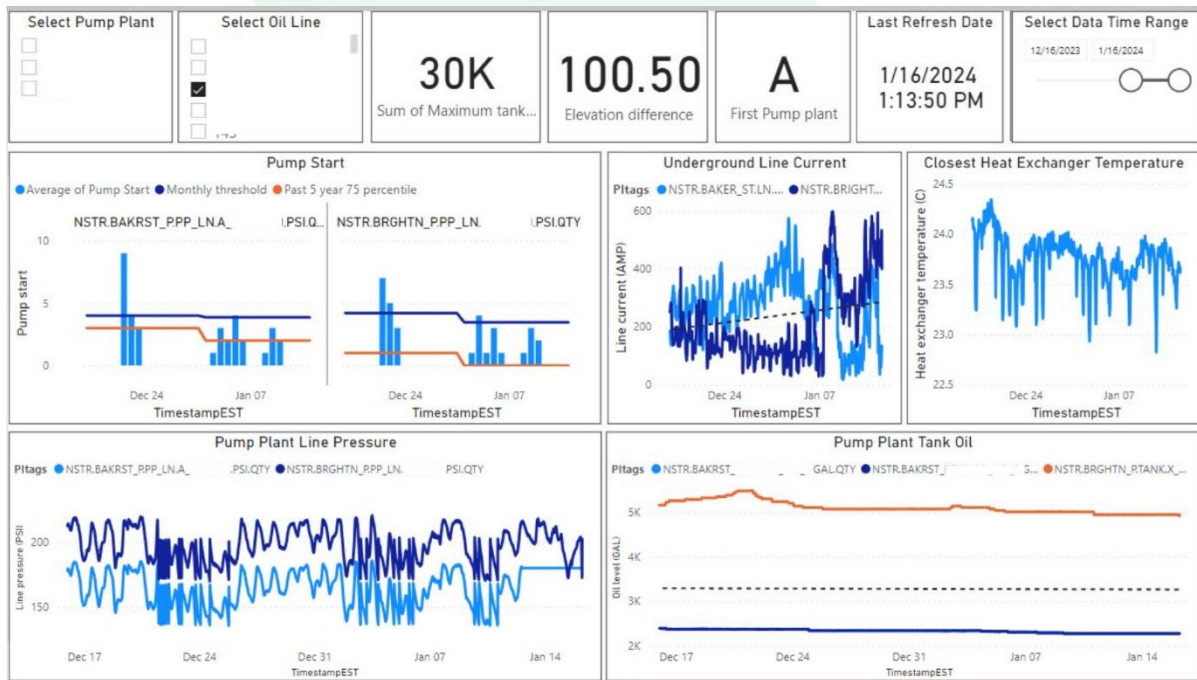 Select Pump Plant
Select Oil Line
30K
Sum of Maximum tank...
100.50
Elevation difference
A
First Pump plant
Last Refresh Date
1/16/2024
1:13:50 PM
Select Data Time Range
12/16/2023 1/16/2024
Pump Start
Average of Pump Start Monthly threshold Past 5 year 75 percentile
NSTR.BAKRST_P.PP_LN.A_ .PSI.Q...
NSTR.BRGHTN_P.PP_LN. .PSI.QTY
10
5
0
Pump start
Dec 24 Jan 07 Dec 24 Jan 07
TimestampEST
Underground Line Current
PItags NSTR.BAKER_ST.LN.... NSTR.BRIGHT...
600
400
200
0
Line current (AMP)
Dec 24 Jan 07
TimestampEST
Closest Heat Exchanger Temperature
24.5
24.0
23.5
23.0
22.5
Heat exchanger temperature (C)
Dec 24 Jan 07
TimestampEST
Pump Plant Line Pressure
PItags NSTR.BAKRST_P.PP_LN.A_ .PSI.QTY NSTR.BRGHTN_P.PP_LN. PSI.QTY
200
150
Line pressure (PSI)
Dec 17 Dec 24 Dec 31 Jan 07 Jan 14
TimestampEST
Pump Plant Tank Oil
PItags NSTR.BAKRST_ GAL.QTY NSTR.BAKRST_ G... NSTR.BRGHTN_P.TANK.X_...
5K
4K
3K
2K
Oil level (GAL)
Dec 17 Dec 24 Dec 31 Jan 07 Jan 14
TimestampEST